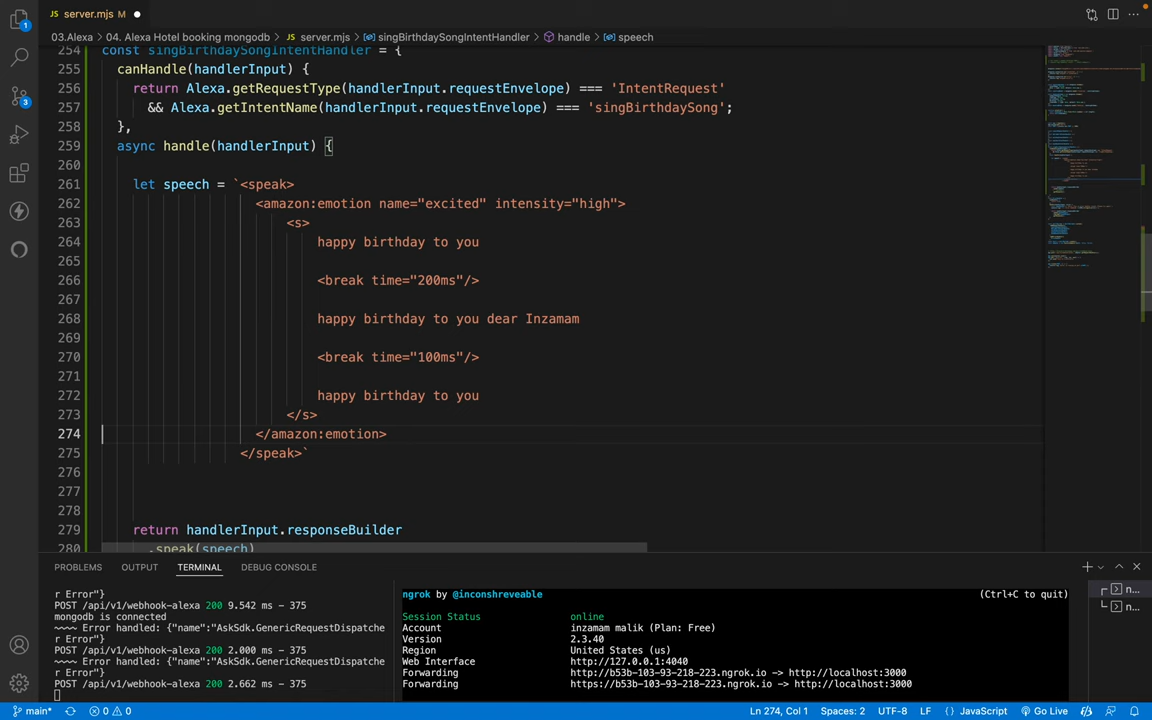 JS server.mjs M
03.Alexa > 04. Alexa Hotel booking mongodb > JS server.mjs > singBirthdaySongIntentHandler > handle > speech
254 const singBirthdaySongIntentHandler = {
255 canHandle(handlerInput) {
256 return Alexa.getRequestType(handlerInput.requestEnvelope) === 'IntentRequest'
257 && Alexa.getIntentName(handlerInput.requestEnvelope) === 'singBirthdaySong';
258 },
259 async handle(handlerInput) {
260
261 let speech = `<speak>
262 <amazon:emotion name="excited" intensity="high">
263 <s>
264 happy birthday to you
265
266 <break time="200ms"/>
267
268 happy birthday to you dear Inzamam
269
270 <break time="100ms"/>
271
272 happy birthday to you
273 </s>
274 </amazon:emotion>
275 </speak>`
276
277
278
279 return handlerInput.responseBuilder
280 .speak(speech)
1
3
PROBLEMS OUTPUT TERMINAL DEBUG CONSOLE
r Error"}
POST /api/v1/webhook-alexa 200 9.542 ms - 375
mongodb is connected
~~~~ Error handled: {"name":"AskSdk.GenericRequestDispatche
r Error"}
POST /api/v1/webhook-alexa 200 2.000 ms - 375
~~~~ Error handled: {"name":"AskSdk.GenericRequestDispatche
r Error"}
POST /api/v1/webhook-alexa 200 2.662 ms - 375
ngrok by @inconshreveable (Ctrl+C to quit)
Session Status online
Account inzamam malik (Plan: Free)
Version 2.3.40
Region United States (us)
Web Interface http://127.0.0.1:4040
Forwarding http://b53b-103-93-218-223.ngrok.io -> http://localhost:3000
Forwarding https://b53b-103-93-218-223.ngrok.io -> http://localhost:3000
n...
n...
main* 0 0 Ln 274, Col 1 Spaces: 2 UTF-8 LF {} JavaScript Go Live